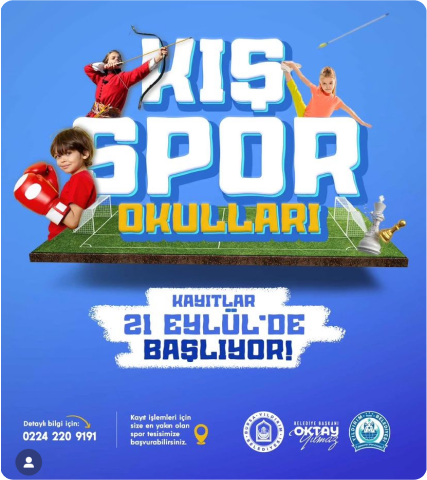 KIŞ
SPOR
OKULLARI
KAYITLAR
21 EYLÜL'DE
BAŞLIYOR!
Detaylı bilgi için:
0224 220 9191
Kayıt işlemleri için
size en yakın olan
spor tesisimize
başvurabilirsiniz.
BELEDİYE BAŞKANI
OKTAY
Yılmaz